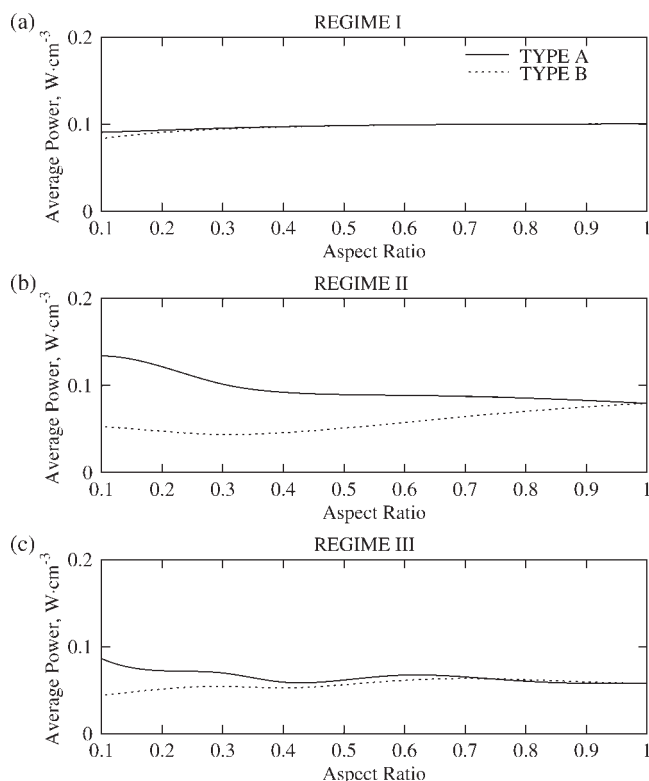 (a) REGIME I
0.2
TYPE A
TYPE B
0.1
0
Average Power, W·cm⁻³
0.1 0.2 0.3 0.4 0.5 0.6 0.7 0.8 0.9 1
Aspect Ratio
(b) REGIME II
0.2
0.1
0
Average Power, W·cm⁻³
0.1 0.2 0.3 0.4 0.5 0.6 0.7 0.8 0.9 1
Aspect Ratio
(c) REGIME III
0.2
0.1
0
Average Power, W·cm⁻³
0.1 0.2 0.3 0.4 0.5 0.6 0.7 0.8 0.9 1
Aspect Ratio